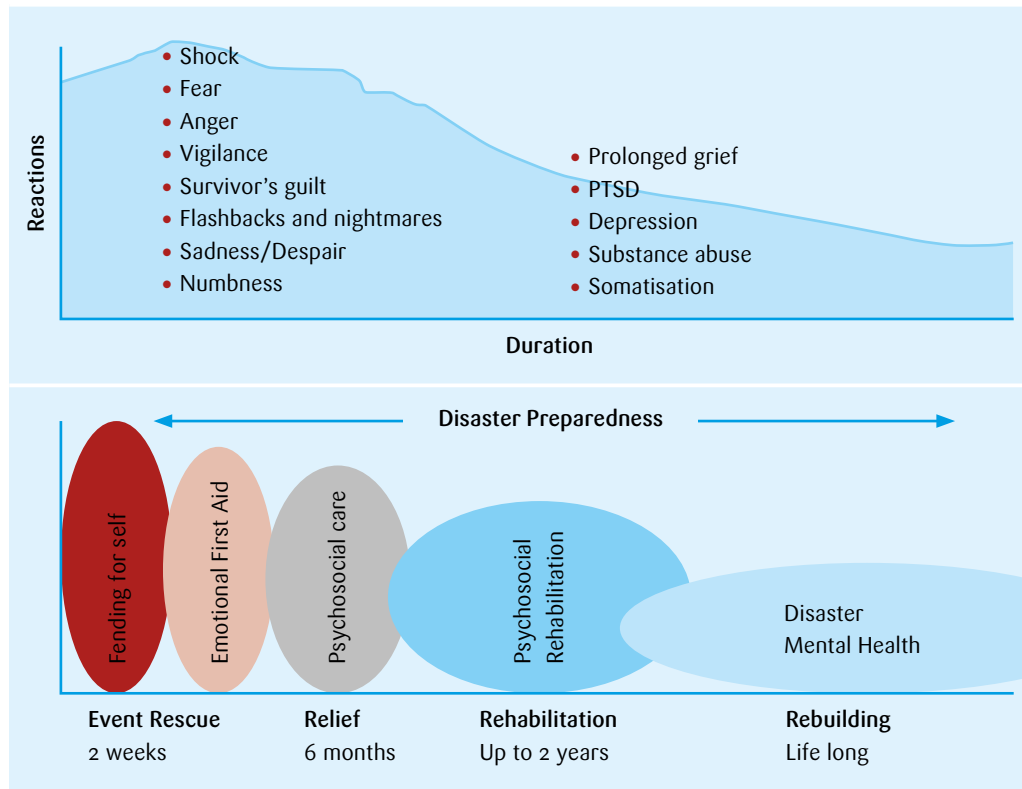 Reactions
• Shock
• Fear
• Anger
• Vigilance
• Survivor's guilt
• Flashbacks and nightmares
• Sadness/Despair
• Numbness
• Prolonged grief
• PTSD
• Depression
• Substance abuse
• Somatisation
Duration
Disaster Preparedness
Fending for self
Emotional First Aid
Psychosocial care
Psychosocial
Rehabilitation
Disaster
Mental Health
Event Rescue
2 weeks
Relief
6 months
Rehabilitation
Up to 2 years
Rebuilding
Life long